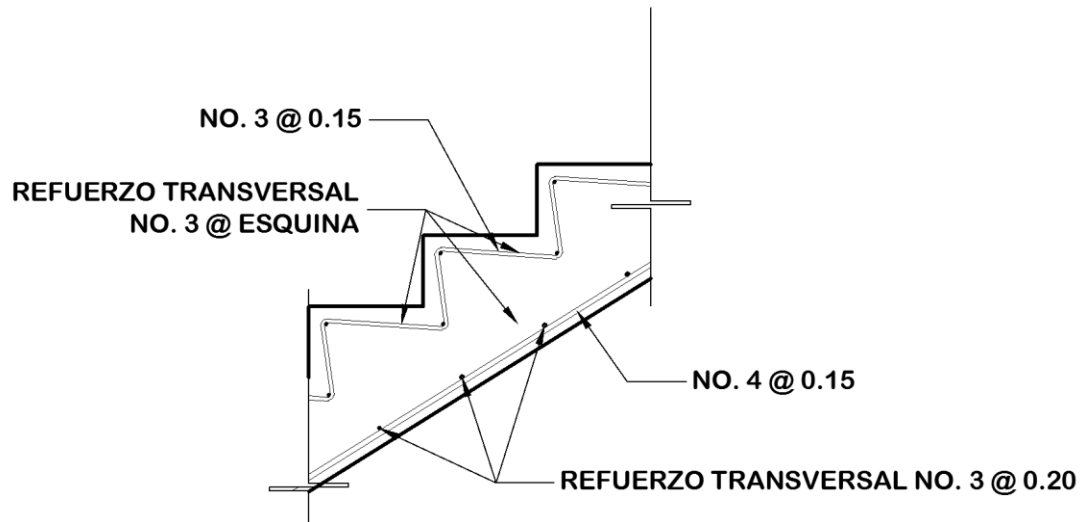 NO. 3 @ 0.15
REFUERZO TRANSVERSAL
NO. 3 @ ESQUINA
NO. 4 @ 0.15
REFUERZO TRANSVERSAL NO. 3 @ 0.20